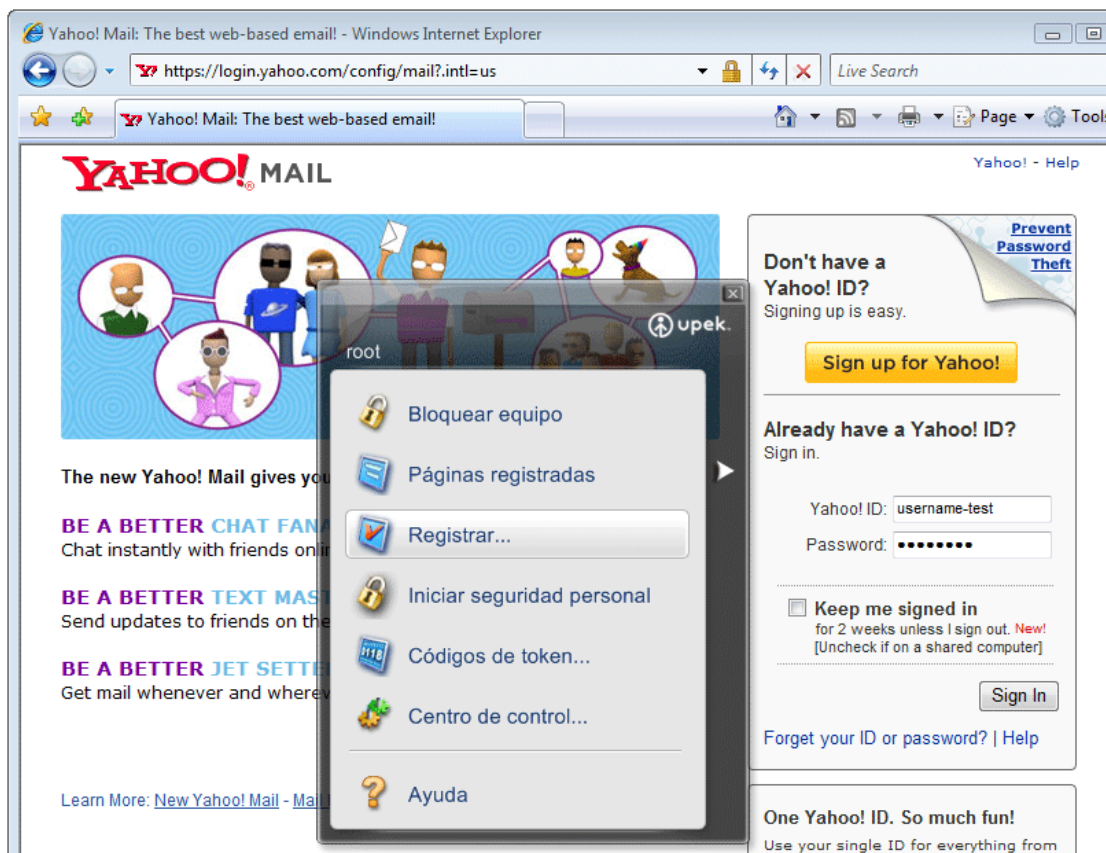 Yahoo! Mail: The best web-based email! - Windows Internet Explorer
https://login.yahoo.com/config/mail?.intl=us
Live Search
Yahoo! Mail: The best web-based email!
Page
Tools
YAHOO!® MAIL
Yahoo! - Help
Prevent
Password
Theft
Don't have a
Yahoo! ID?
Signing up is easy.
Sign up for Yahoo!
Already have a Yahoo! ID?
Sign in.
Yahoo! ID: username-test
Password: ••••••••
Keep me signed in
for 2 weeks unless I sign out. New!
[Uncheck if on a shared computer]
Sign In
Forget your ID or password? | Help
One Yahoo! ID. So much fun!
Use your single ID for everything from
The new Yahoo! Mail gives you
BE A BETTER CHAT FANA
Chat instantly with friends onlin
BE A BETTER TEXT MAST
Send updates to friends on the
BE A BETTER JET SETTE
Get mail whenever and wherev
Learn More: New Yahoo! Mail - Mail
upek.
root
Bloquear equipo
Páginas registradas
Registrar...
Iniciar seguridad personal
Códigos de token...
Centro de control...
Ayuda